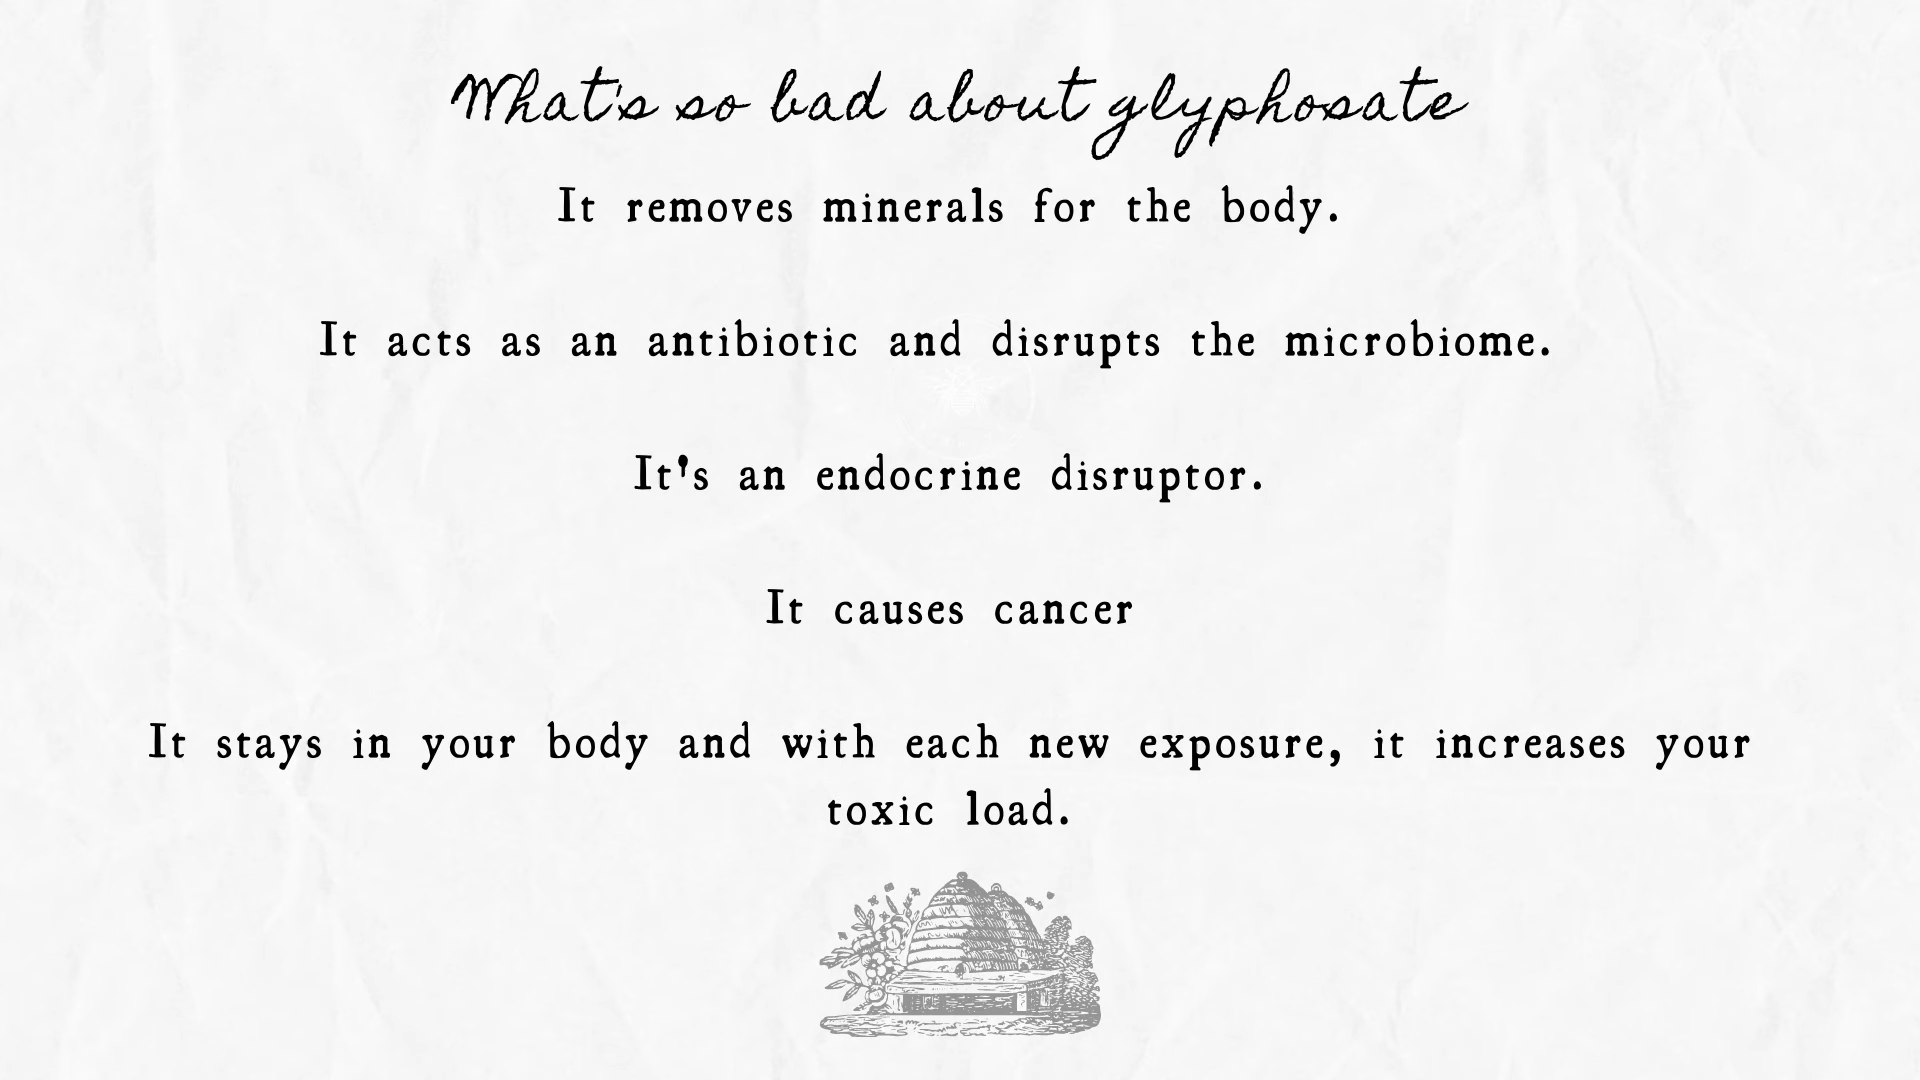 What's so bad about glyphosate
It removes minerals for the body.
It acts as an antibiotic and disrupts the microbiome.
It's an endocrine disruptor.
It causes cancer
It stays in your body and with each new exposure, it increases your
toxic load.